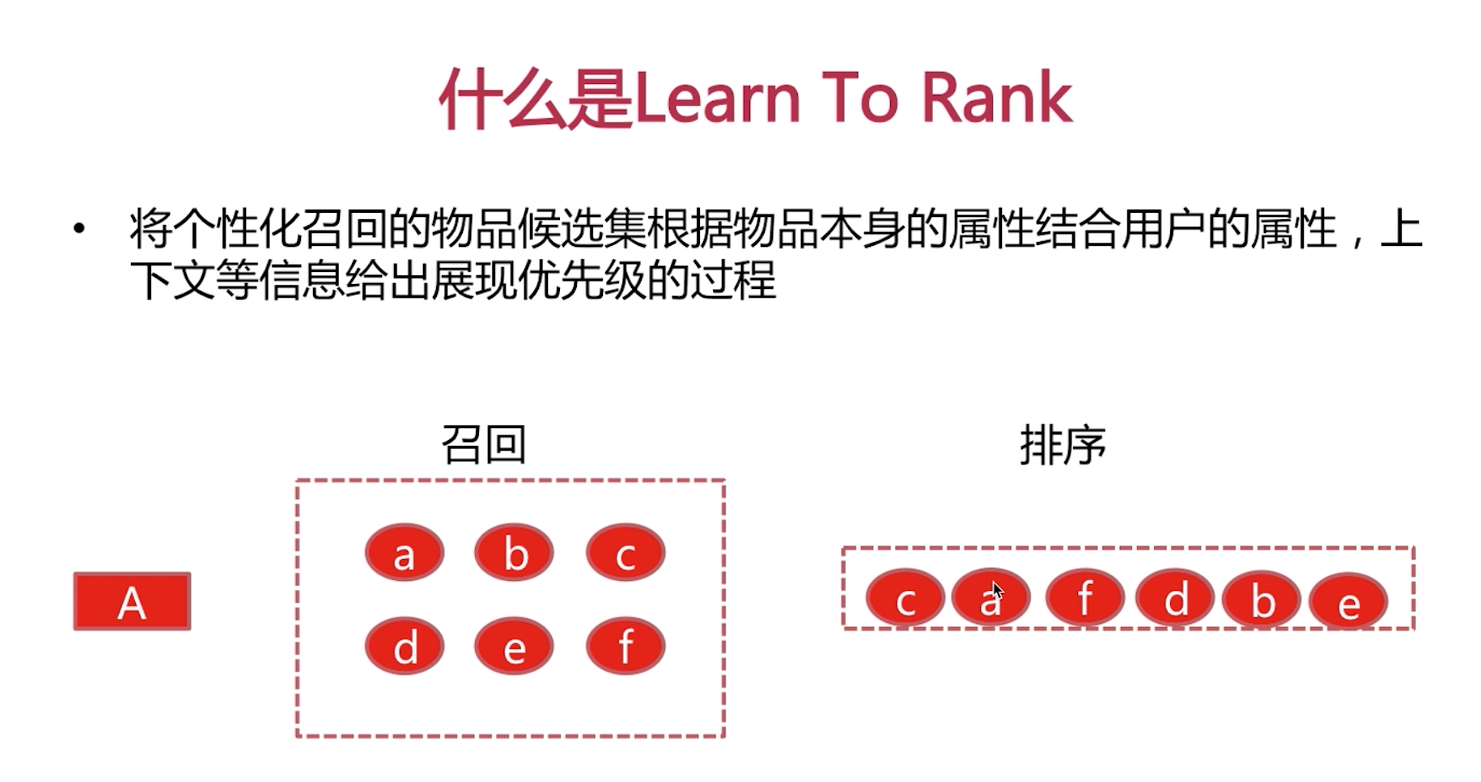 什么是Learn To Rank
• 将个性化召回的物品候选集根据物品本身的属性结合用户的属性，上
下文等信息给出展现优先级的过程
召回
排序
a b c
A
c a f d b e
d e f